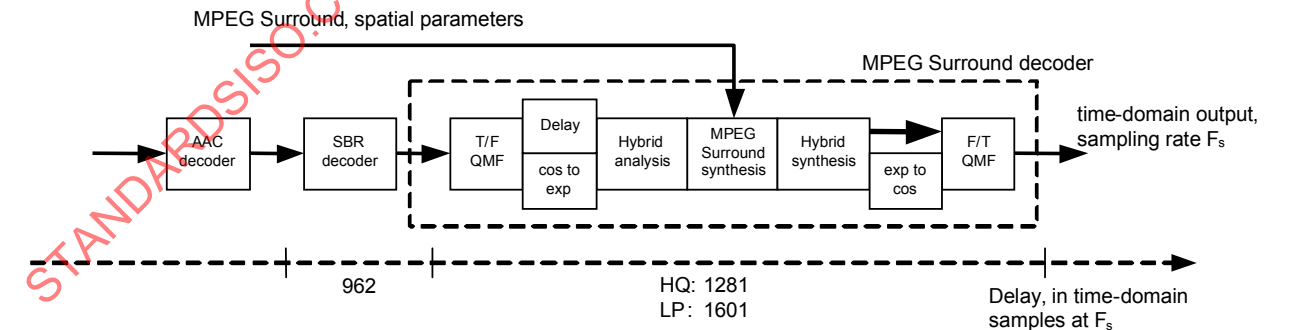 MPEG Surround, spatial parameters
MPEG Surround decoder
time-domain output,
sampling rate Fs
AAC
decoder
SBR
decoder
T/F
QMF
Delay
cos to
exp
Hybrid
analysis
MPEG
Surround
synthesis
Hybrid
synthesis
exp to
cos
F/T
QMF
962
HQ: 1281
LP: 1601
Delay, in time-domain
samples at Fs
STANDARDSISO.C